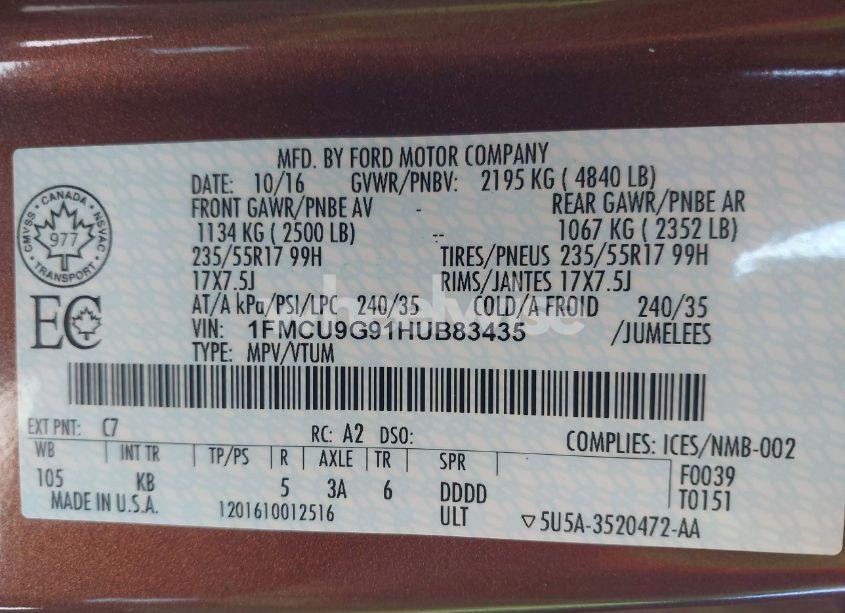 MFD. BY FORD MOTOR COMPANY
DATE: 10/16 GVWR/PNBV: 2195 KG ( 4840 LB)
FRONT GAWR/PNBE AV - REAR GAWR/PNBE AR
1134 KG ( 2500 LB) -- 1067 KG ( 2352 LB)
235/55R17 99H TIRES/PNEUS 235/55R17 99H
17X7.5J RIMS/JANTES 17X7.5J
AT/A kPa/PSI/LPC 240/35 COLD/A FROID 240/35
VIN: 1FMCU9G91HUB83435 /JUMELEES
TYPE: MPV/VTUM
CANADA
CMVSS NSVAC
977
TRANSPORT
EC
EXT PNT: C7 RC: A2 DSO: COMPLIES: ICES/NMB-002
WB INT TR TP/PS R AXLE TR SPR F0039
105 KB 5 3A 6 DDDD T0151
MADE IN U.S.A. 1201610012516 ULT ▽5U5A-3520472-AA